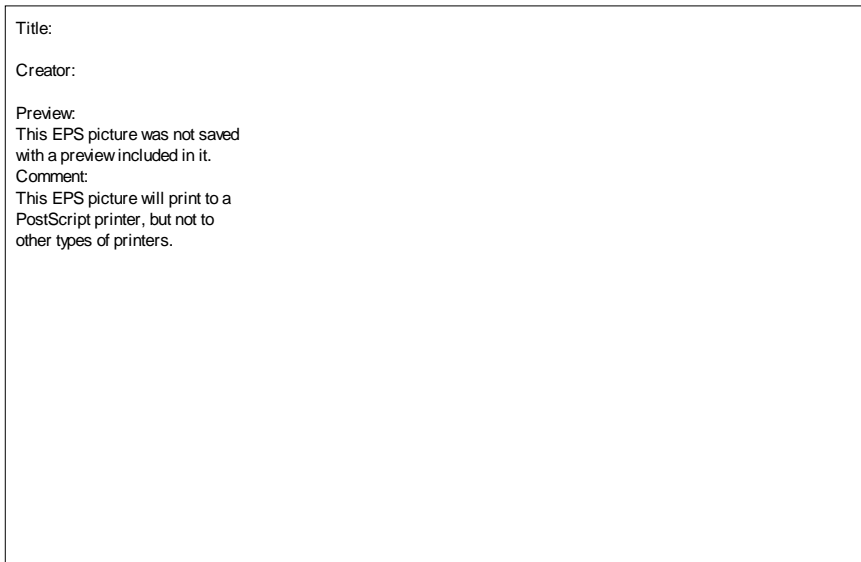 Title:
Creator:
Preview:
This EPS picture was not saved
with a preview included in it.
Comment:
This EPS picture will print to a
PostScript printer, but not to
other types of printers.